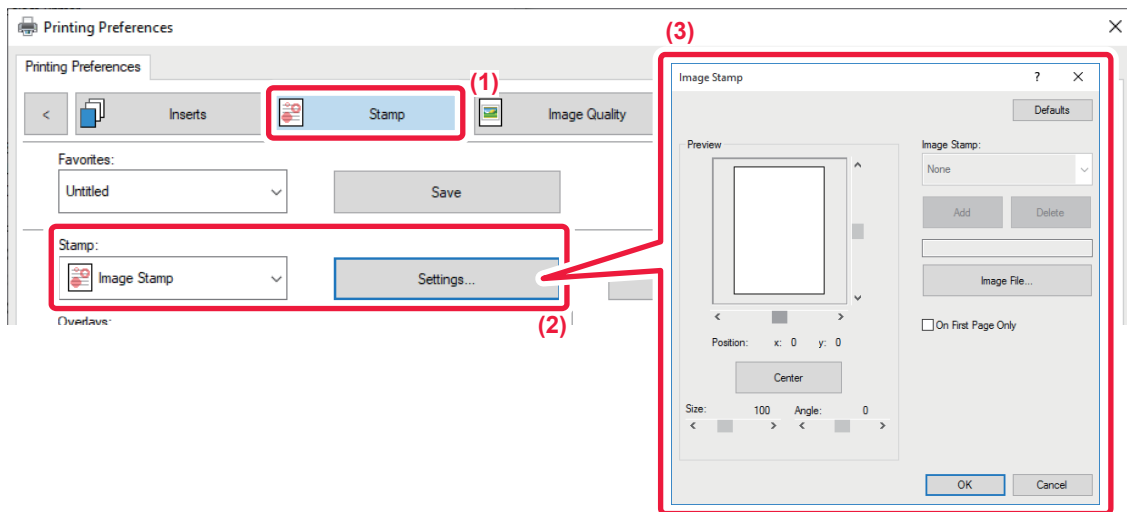 Printing Preferences
(3)
Printing Preferences
(1)
< Inserts Stamp Image Quality
Favorites:
Untitled Save
Stamp:
Image Stamp Settings...
Overlays:
(2)
Image Stamp ? ×
Defaults
Preview
Image Stamp:
None
Add Delete
Image File...
On First Page Only
Position: x: 0 y: 0
Center
Size: 100 Angle: 0
OK Cancel